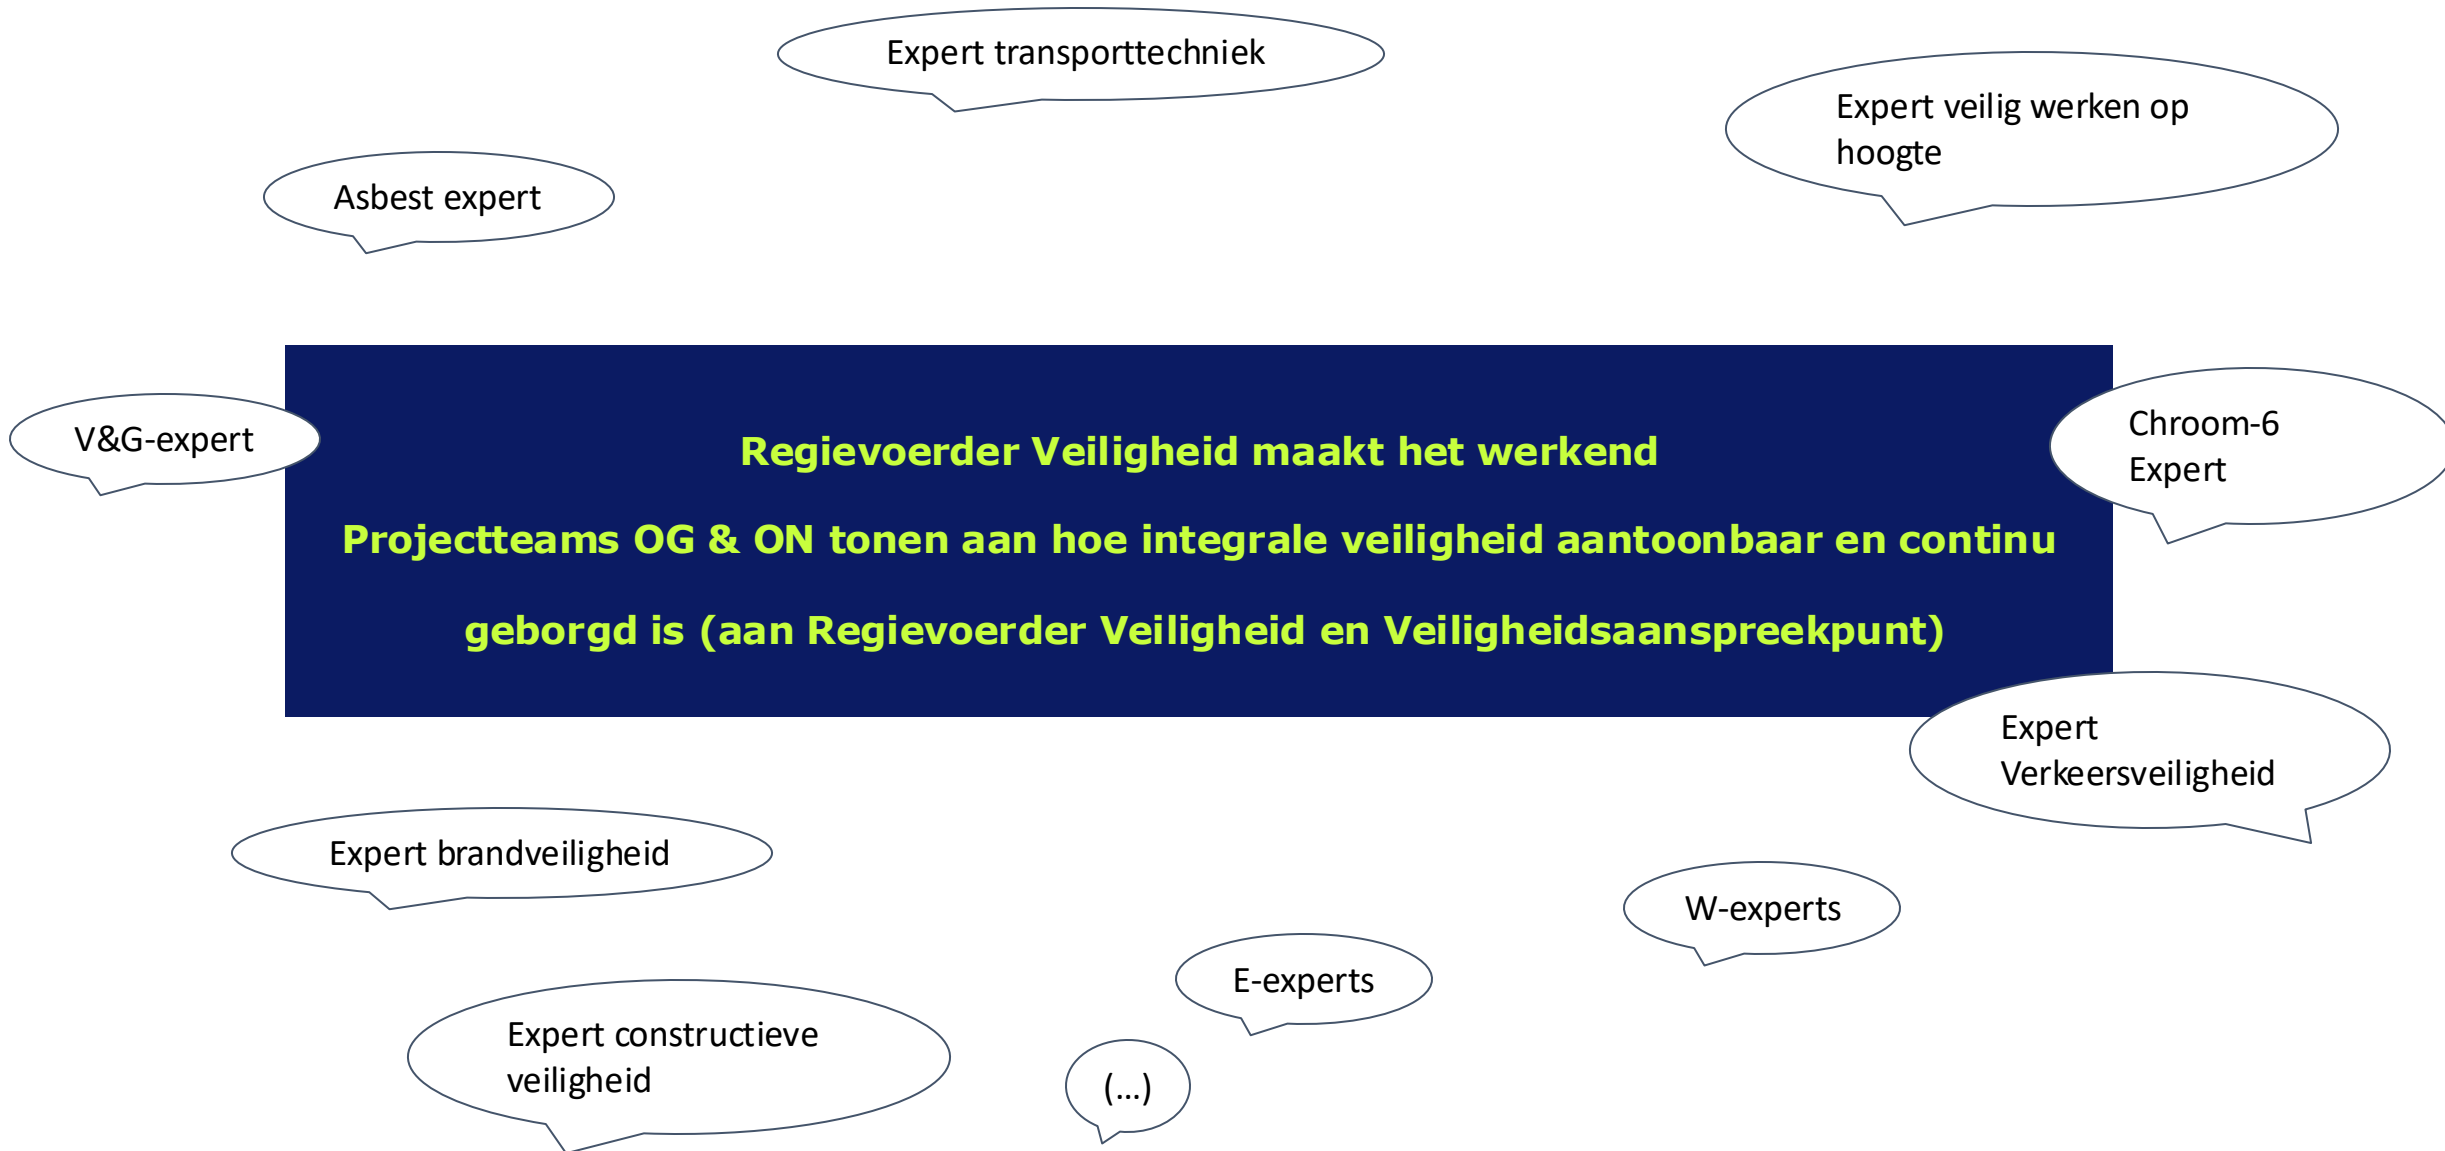 Expert transporttechniek
Expert veilig werken op
hoogte
Asbest expert
V&G-expert
Regievoerder Veiligheid maakt het werkend
Projectteams OG & ON tonen aan hoe integrale veiligheid aantoonbaar en continu
geborgd is (aan Regievoerder Veiligheid en Veiligheidsaanspreekpunt)
Chroom-6
Expert
Expert
Verkeersveiligheid
Expert brandveiligheid
W-experts
E-experts
Expert constructieve
veiligheid
(...)